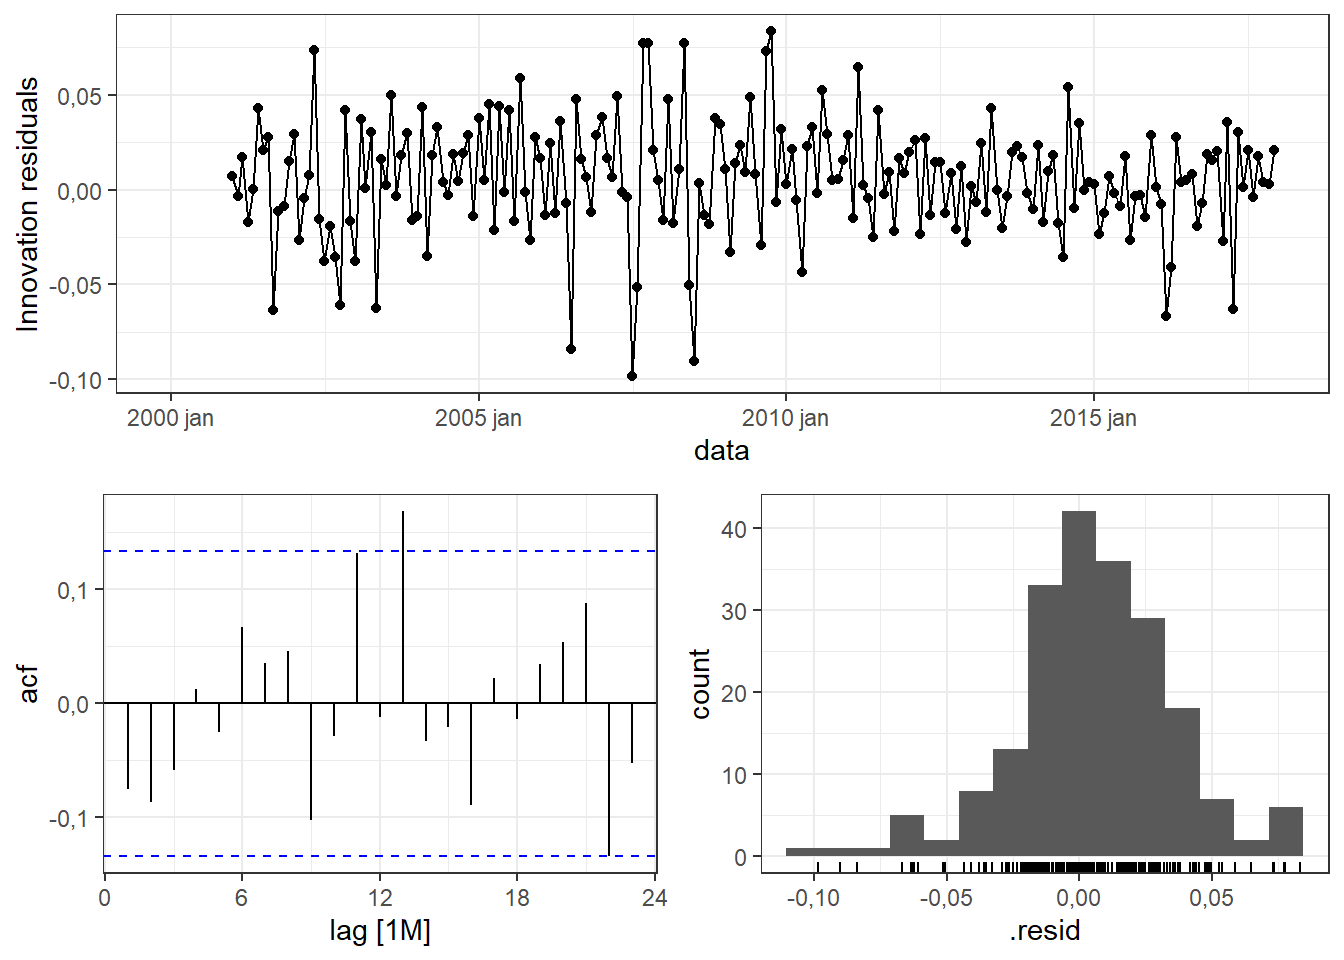 Innovation residuals
0,05
0,00
-0,05
-0,10
2000 jan
2005 jan
2010 jan
2015 jan
data
acf
0,1
0,0
-0,1
0
6
12
18
24
lag [1M]
count
40
30
20
10
0
-0,10
-0,05
0,00
0,05
.resid